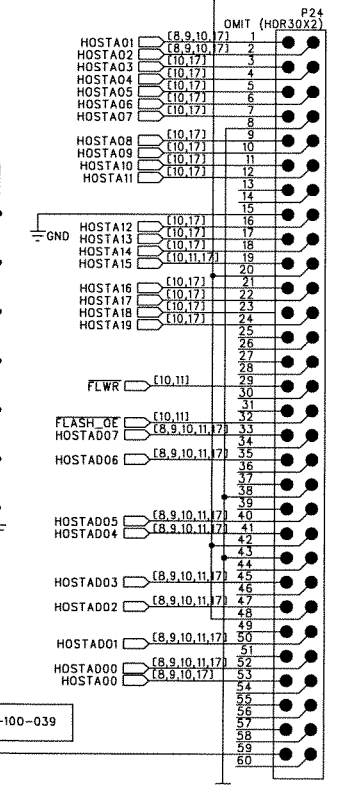 P24
OMIT (HDR30X2)
HOSTA01 [8,9,10,17] 1
HOSTA02 [8,9,10,17] 2
HOSTA03 [10,17] 3
HOSTA04 [10,17] 4
HOSTA05 [10,17] 5
HOSTA06 [10,17] 6
HOSTA07 [10,17] 7
8
HOSTA08 [10,17] 9
HOSTA09 [10,17] 10
HOSTA10 [10,17] 11
HOSTA11 [10,17] 12
13
14
15
GND
HOSTA12 [10,17] 16
HOSTA13 [10,17] 17
HOSTA14 [10,17] 18
HOSTA15 [10,11,17] 19
20
HOSTA16 [10,17] 21
HOSTA17 [10,17] 22
HOSTA18 [10,17] 23
HOSTA19 [10,17] 24
25
26
27
28
FLWR [10,11] 29
30
31
FLASH_OE [10,11] 32
HOSTAD07 [8,9,10,11,17] 33
34
HOSTAD06 [8,9,10,11,17] 35
36
37
38
39
HOSTAD05 [8,9,10,11,17] 40
HOSTAD04 [8,9,10,11,17] 41
42
43
44
HOSTAD03 [8,9,10,11,17] 45
46
HOSTAD02 [8,9,10,11,17] 47
48
49
HOSTAD01 [8,9,10,11,17] 50
51
HOSTAD00 [8,9,10,11,17] 52
HOSTA00 [8,9,10,17] 53
54
55
56
-100-039
57
58
59
60